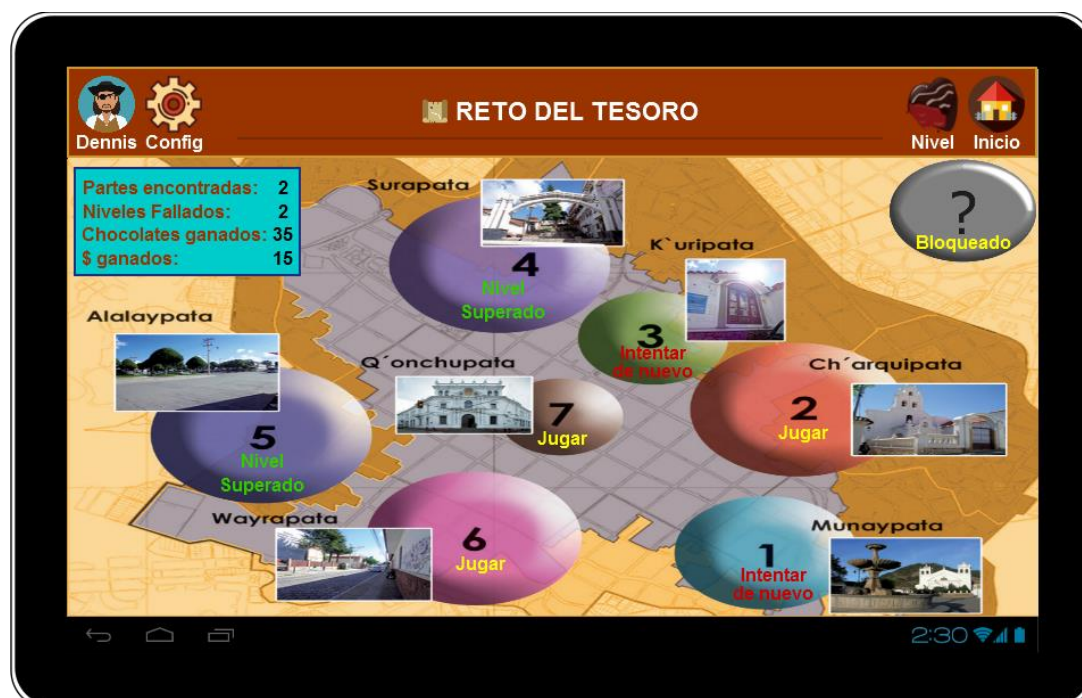 RETO DEL TESORO
Dennis Config
Nivel Inicio
Partes encontradas: 2
Niveles Fallados: 2
Chocolates ganados: 35
$ ganados: 15
?
Bloqueado
Surapata
4
Nivel
Superado
K`uripata
3
Intentar
de nuevo
Alalaypata
5
Nivel
Superado
Q´onchupata
7
Jugar
Ch´arquipata
2
Jugar
Wayrapata
6
Jugar
Munaypata
1
Intentar
de nuevo
2:30